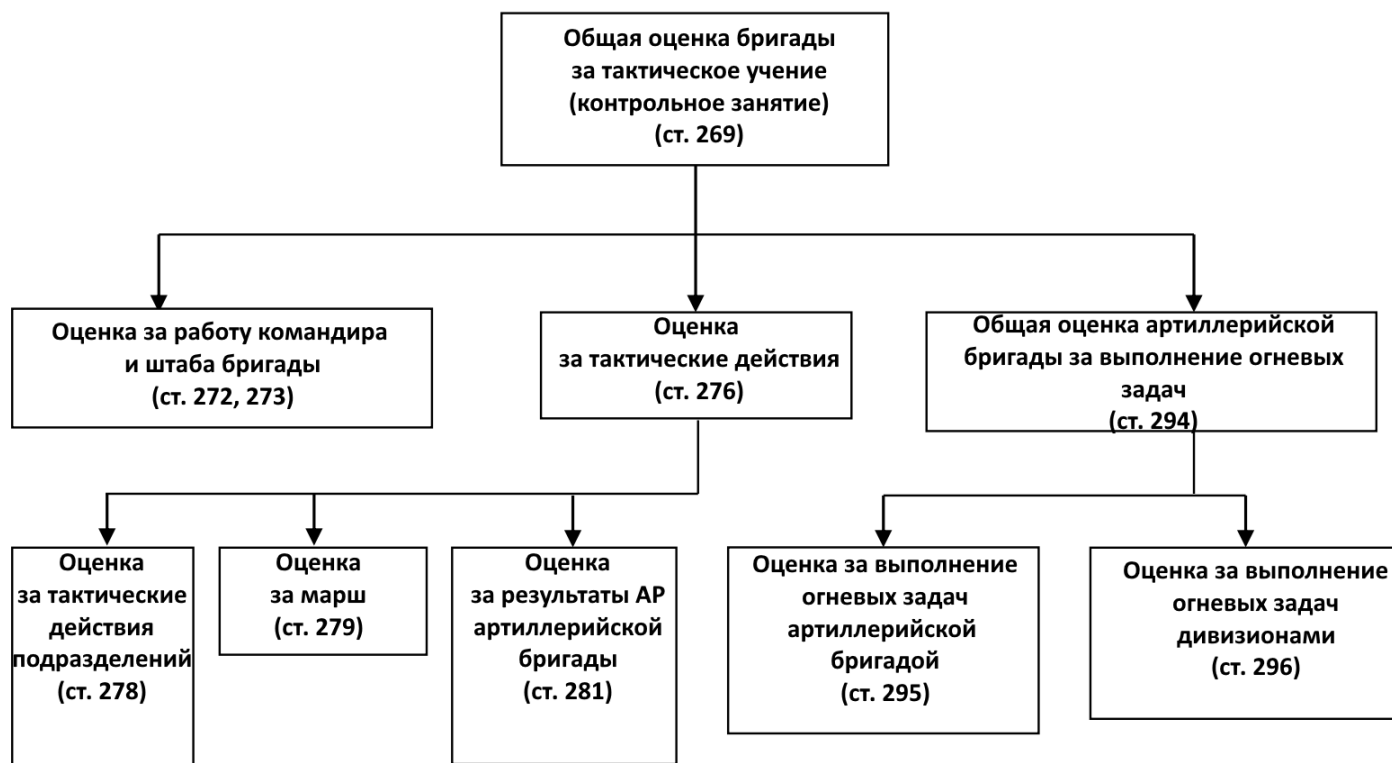 Общая оценка бригады
за тактическое учение
(контрольное занятие)
(ст. 269)
Оценка за работу командира
и штаба бригады
(ст. 272, 273)
Оценка
за тактические действия
(ст. 276)
Общая оценка артиллерийской
бригады за выполнение огневых
задач
(ст. 294)
Оценка
за тактические
действия
подразделений
(ст. 278)
Оценка
за марш
(ст. 279)
Оценка
за результаты АР
артиллерийской
бригады
(ст. 281)
Оценка за выполнение
огневых задач
артиллерийской
бригадой
(ст. 295)
Оценка за выполнение
огневых задач
дивизионами
(ст. 296)